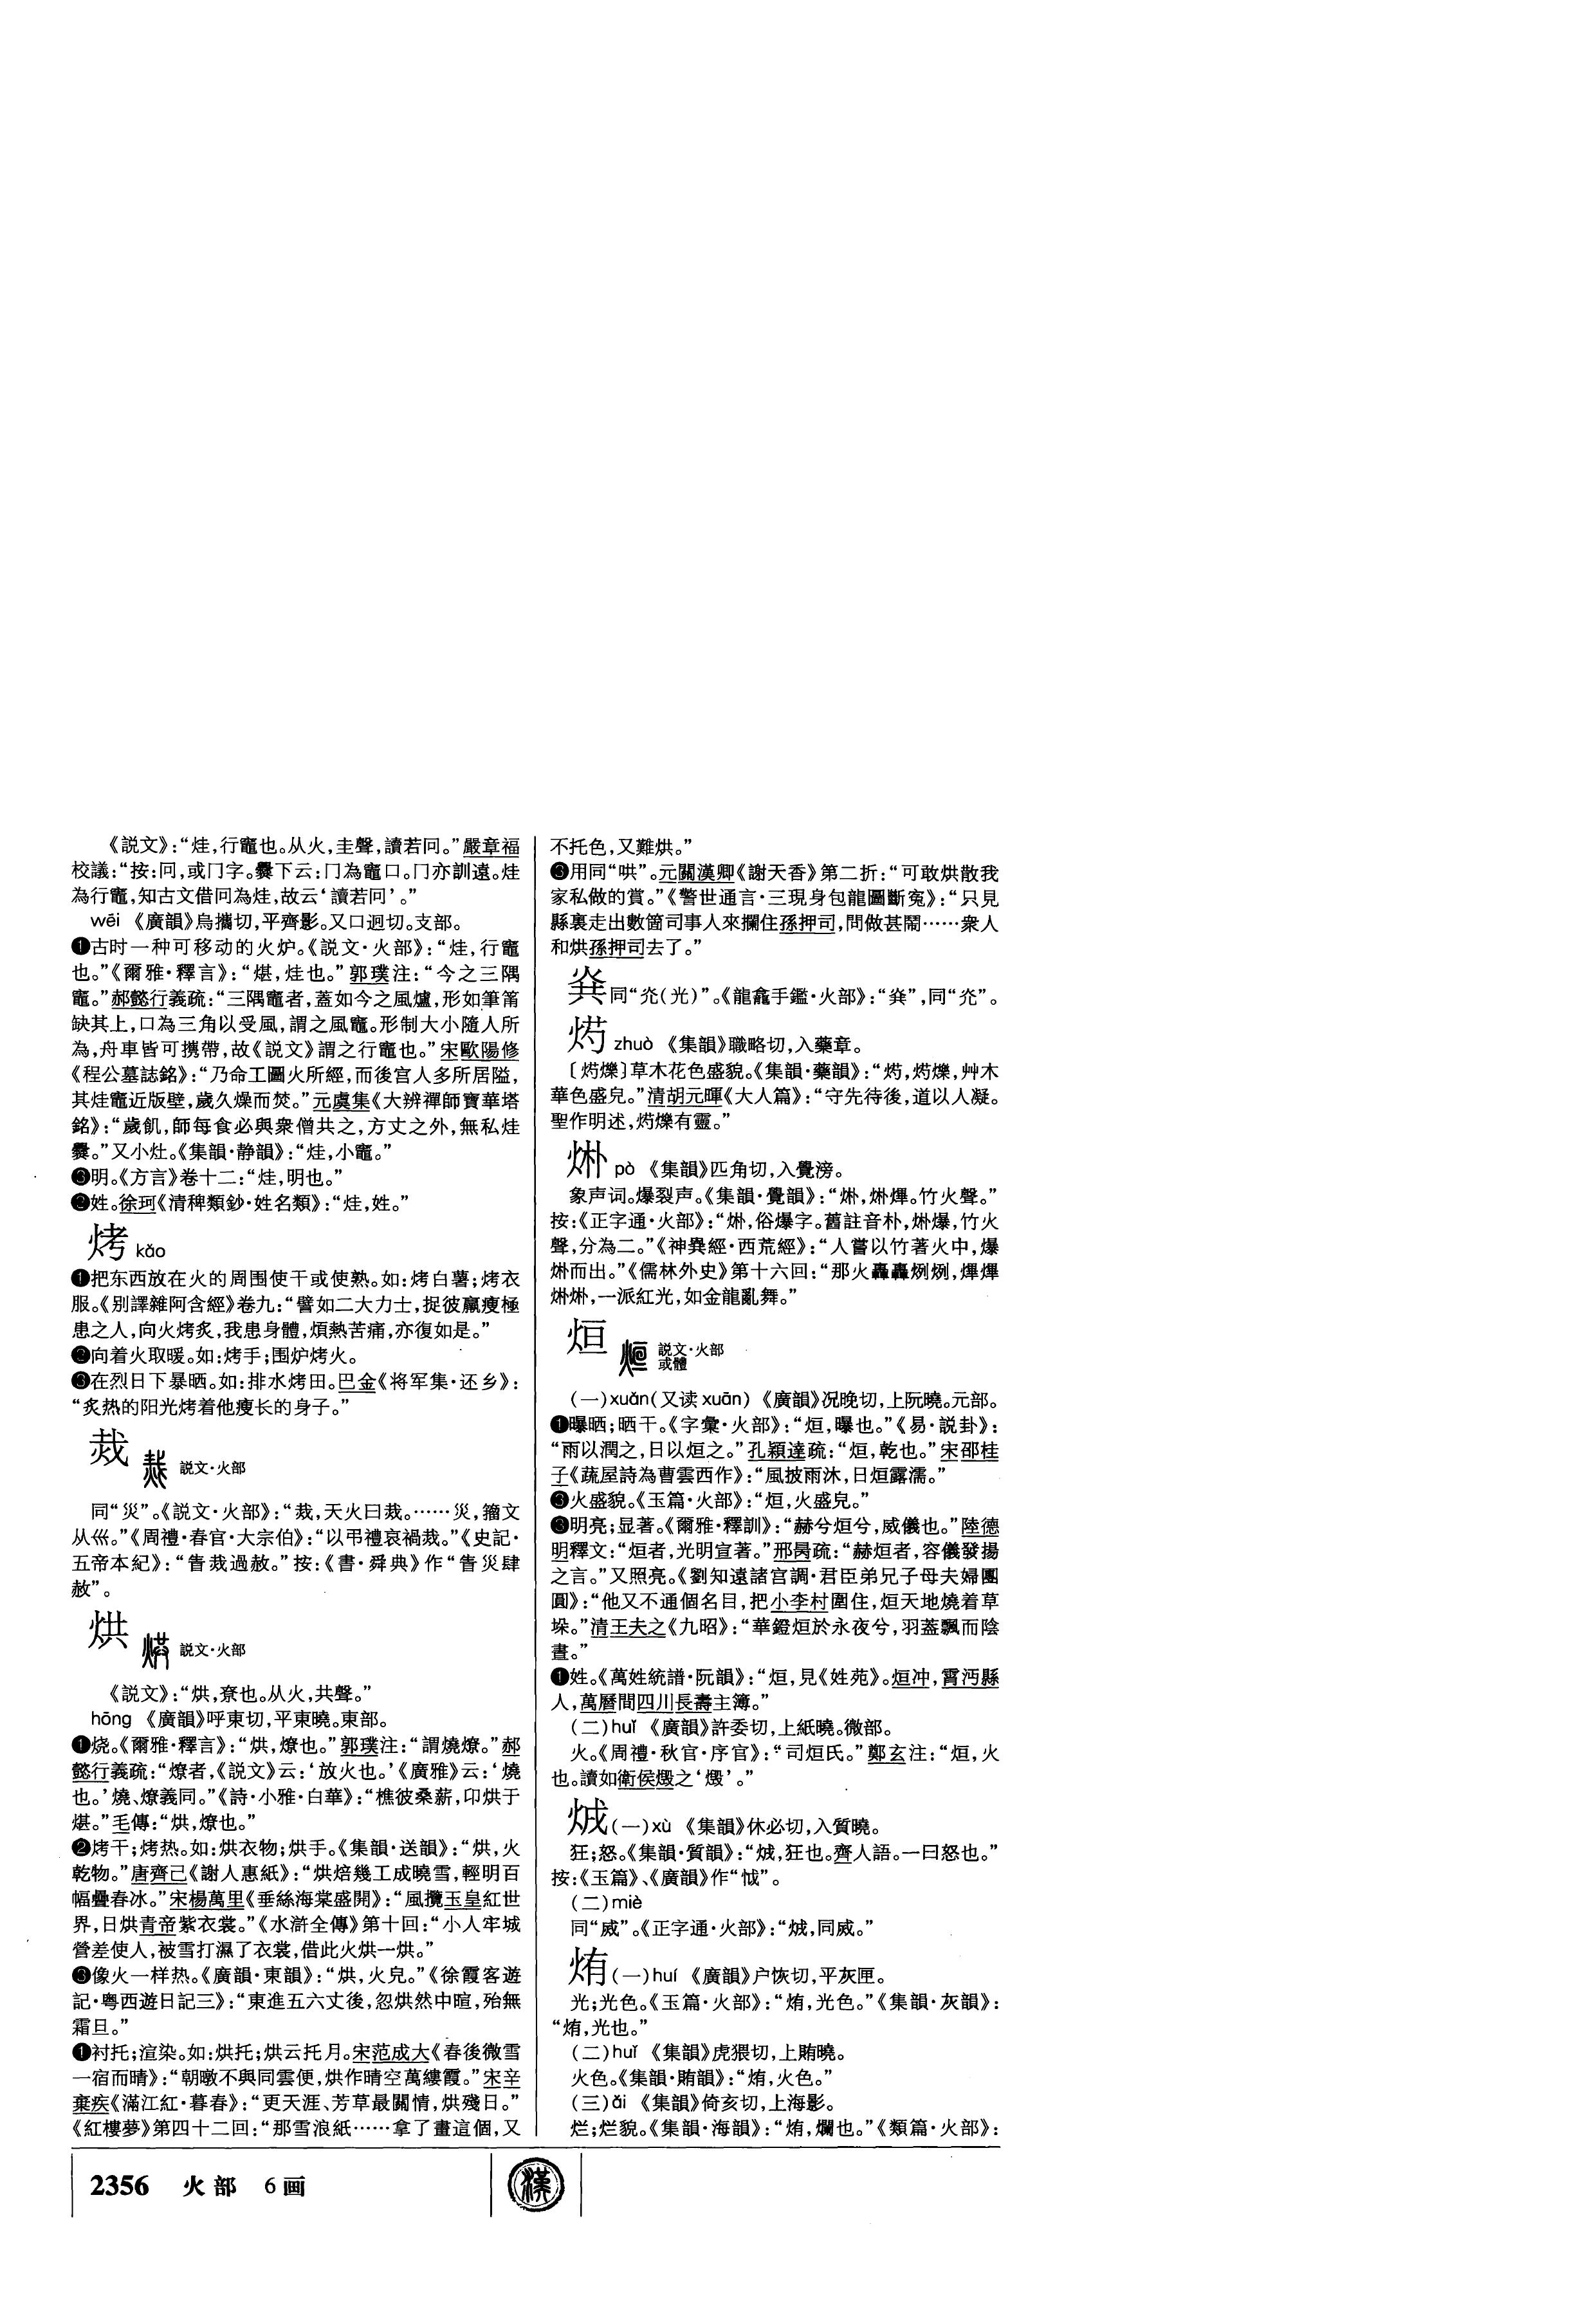 《説文》：“烓，行竈也。从火，圭聲，讀若冋。”嚴章福
校議：“按：冋，或冂字。爨下云：冂為竈口。冂亦訓遠。烓
為行竈，知古文借冋為烓，故云‘讀若冋’。”
wēi 《廣韻》烏攜切，平齊影。又口迥切。支部。
❶古时一种可移动的火炉。《説文·火部》：“烓，行竈
也。”《爾雅·釋言》：“煁，烓也。”郭璞注：“今之三隅
竈。”郝懿行義疏：“三隅竈者，蓋如今之風爐，形如筆筩
缺其上，口為三角以受風，謂之風竈。形制大小隨人所
為，舟車皆可携帶，故《説文》謂之行竈也。”宋歐陽修
《程公墓誌銘》：“乃命工圖火所經，而後宫人多所居隘，
其烓竈近版壁，歲久燥而焚。”元虞集《大辨禪師寶華塔
銘》：“歲飢，師每食必與衆僧共之，方丈之外，無私烓
爨。”又小灶。《集韻·静韻》：“烓，小竈。”
❸明。《方言》卷十二：“烓，明也。”
❷姓。徐珂《清稗類鈔·姓名類》：“烓，姓。”
烤 kǎo
❶把东西放在火的周围使干或使熟。如：烤白薯；烤衣
服。《别譯雜阿含經》卷九：“譬如二大力士，捉彼羸瘦極
患之人，向火烤炙，我患身體，煩熱苦痛，亦復如是。”
❷向着火取暖。如：烤手；围炉烤火。
❸在烈日下暴晒。如：排水烤田。巴金《将军集·还乡》：
“炙热的阳光烤着他瘦长的身子。”
烖 説文·火部
同“災”。《説文·火部》：“烖，天火曰烖。……災，籀文
从巛。”《周禮·春官·大宗伯》：“以弔禮哀禍烖。”《史記·
五帝本紀》：“眚烖過赦。”按：《書·舜典》作“眚災肆
赦”。
烘 説文·火部
《説文》：“烘，尞也。从火，共聲。”
hōng 《廣韻》呼東切，平東曉。東部。
❶烧。《爾雅·釋言》：“烘，燎也。”郭璞注：“謂燒燎。”郝
懿行義疏：“燎者，《説文》云：‘放火也。’《廣雅》云：‘燒
也。’燒、燎義同。”《詩·小雅·白華》：“樵彼桑薪，卬烘于
煁。”毛傳：“烘，燎也。”
❷烤干；烤热。如：烘衣物；烘手。《集韻·送韻》：“烘，火
乾物。”唐齊己《謝人惠紙》：“烘焙幾工成曉雪，輕明百
幅疊春冰。”宋楊萬里《垂絲海棠盛開》：“風攬玉皇紅世
界，日烘青帝紫衣裳。”《水滸全傳》第十回：“小人牢城
營差使人，被雪打濕了衣裳，借此火烘一烘。”
❸像火一样热。《廣韻·東韻》：“烘，火皃。”《徐霞客遊
記·粤西遊日記三》：“東進五六丈後，忽烘然中暄，殆無
霜旦。”
❶衬托；渲染。如：烘托；烘云托月。宋范成大《春後微雪
一宿而晴》：“朝暾不與同雲便，烘作晴空萬縷霞。”宋辛
棄疾《滿江紅·暮春》：“更天涯、芳草最關情，烘殘日。”
《紅樓夢》第四十二回：“那雪浪紙……拿了畫這個，又
不托色，又難烘。”
❸用同“哄”。元關漢卿《謝天香》第二折：“可敢烘散我
家私做的賞。”《警世通言·三現身包龍圖斷寃》：“只見
縣裏走出數箇司事人來攔住孫押司，問做甚鬧……衆人
和烘孫押司去了。”
烡同“灮（光）”。《龍龕手鑑·火部》：“烡”，同“灮”。
㶤 zhuò 《集韻》職略切，入藥章。
〔㶤爍〕草木花色盛貌。《集韻·藥韻》：“㶤，㶤爍，艸木
華色盛皃。”清胡元暉《大人篇》：“守先待後，道以人凝。
聖作明述，㶤爍有靈。”
烞 pò 《集韻》匹角切，入覺滂。
象声词。爆裂声。《集韻·覺韻》：“烞，烞熚。竹火聲。”
按：《正字通·火部》：“烞，俗爆字。舊註音朴，烞爆，竹火
聲，分為二。”《神異經·西荒經》：“人嘗以竹著火中，爆
烞而出。”《儒林外史》第十六回：“那火轟轟烈烈，熚熚
烞烞，一派紅光，如金龍亂舞。”
烜 説文·火部
或體
（一）xuǎn（又读 xuān） 《廣韻》况晚切，上阮曉。元部。
❶曝晒；晒干。《字彙·火部》：“烜，曝也。”《易·説卦》：
“雨以潤之，日以烜之。”孔穎達疏：“烜，乾也。”宋邵桂
子《蔬屋詩為曹雲西作》：“風披雨沐，日烜露濡。”
❸火盛貌。《玉篇·火部》：“烜，火盛皃。”
❸明亮；显著。《爾雅·釋訓》：“赫兮烜兮，威儀也。”陸德
明釋文：“烜者，光明宣著。”邢昺疏：“赫烜者，容儀發揚
之言。”又照亮。《劉知遠諸宫調·君臣弟兄子母夫婦團
圓》：“他又不通個名目，把小李村圍住，烜天地燒着草
垛。”清王夫之《九昭》：“華鐙烜於永夜兮，羽蓋飄而陰
晝。”
❶姓。《萬姓統譜·阮韻》：“烜，見《姓苑》。烜冲，霄沔縣
人，萬曆間四川長壽主簿。”
（二）huǐ 《廣韻》許委切，上紙曉。微部。
火。《周禮·秋官·序官》：“司烜氏。”鄭玄注：“烜，火
也。讀如衛侯燬之‘燬’。”
烕（一）xù 《集韻》休必切，入質曉。
狂；怒。《集韻·質韻》：“烕，狂也。齊人語。一曰怒也。”
按：《玉篇》、《廣韻》作“怴”。
（二）miè
同“威”。《正字通·火部》：“烕，同威。”
烠（一）huí 《廣韻》户恢切，平灰匣。
光；光色。《玉篇·火部》：“烠，光色。”《集韻·灰韻》：
“烠，光也。”
（二）huǐ 《集韻》虎猥切，上賄曉。
火色。《集韻·賄韻》：“烠，火色。”
（三）ǎi 《集韻》倚亥切，上海影。
烂；烂貌。《集韻·海韻》：“烠，爛也。”《類篇·火部》：
2356 火部 6画
漢